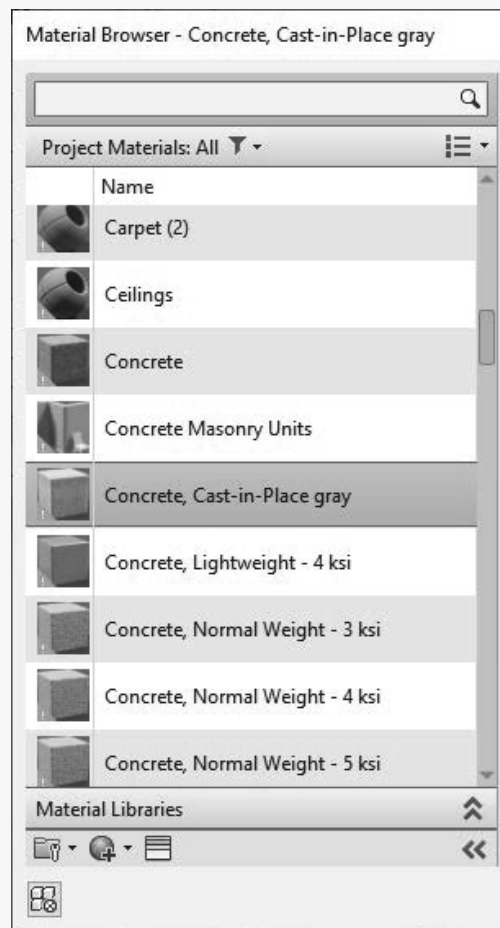 Material Browser - Concrete, Cast-in-Place gray
Project Materials: All
Name
Carpet (2)
Ceilings
Concrete
Concrete Masonry Units
Concrete, Cast-in-Place gray
Concrete, Lightweight - 4 ksi
Concrete, Normal Weight - 3 ksi
Concrete, Normal Weight - 4 ksi
Concrete, Normal Weight - 5 ksi
Material Libraries